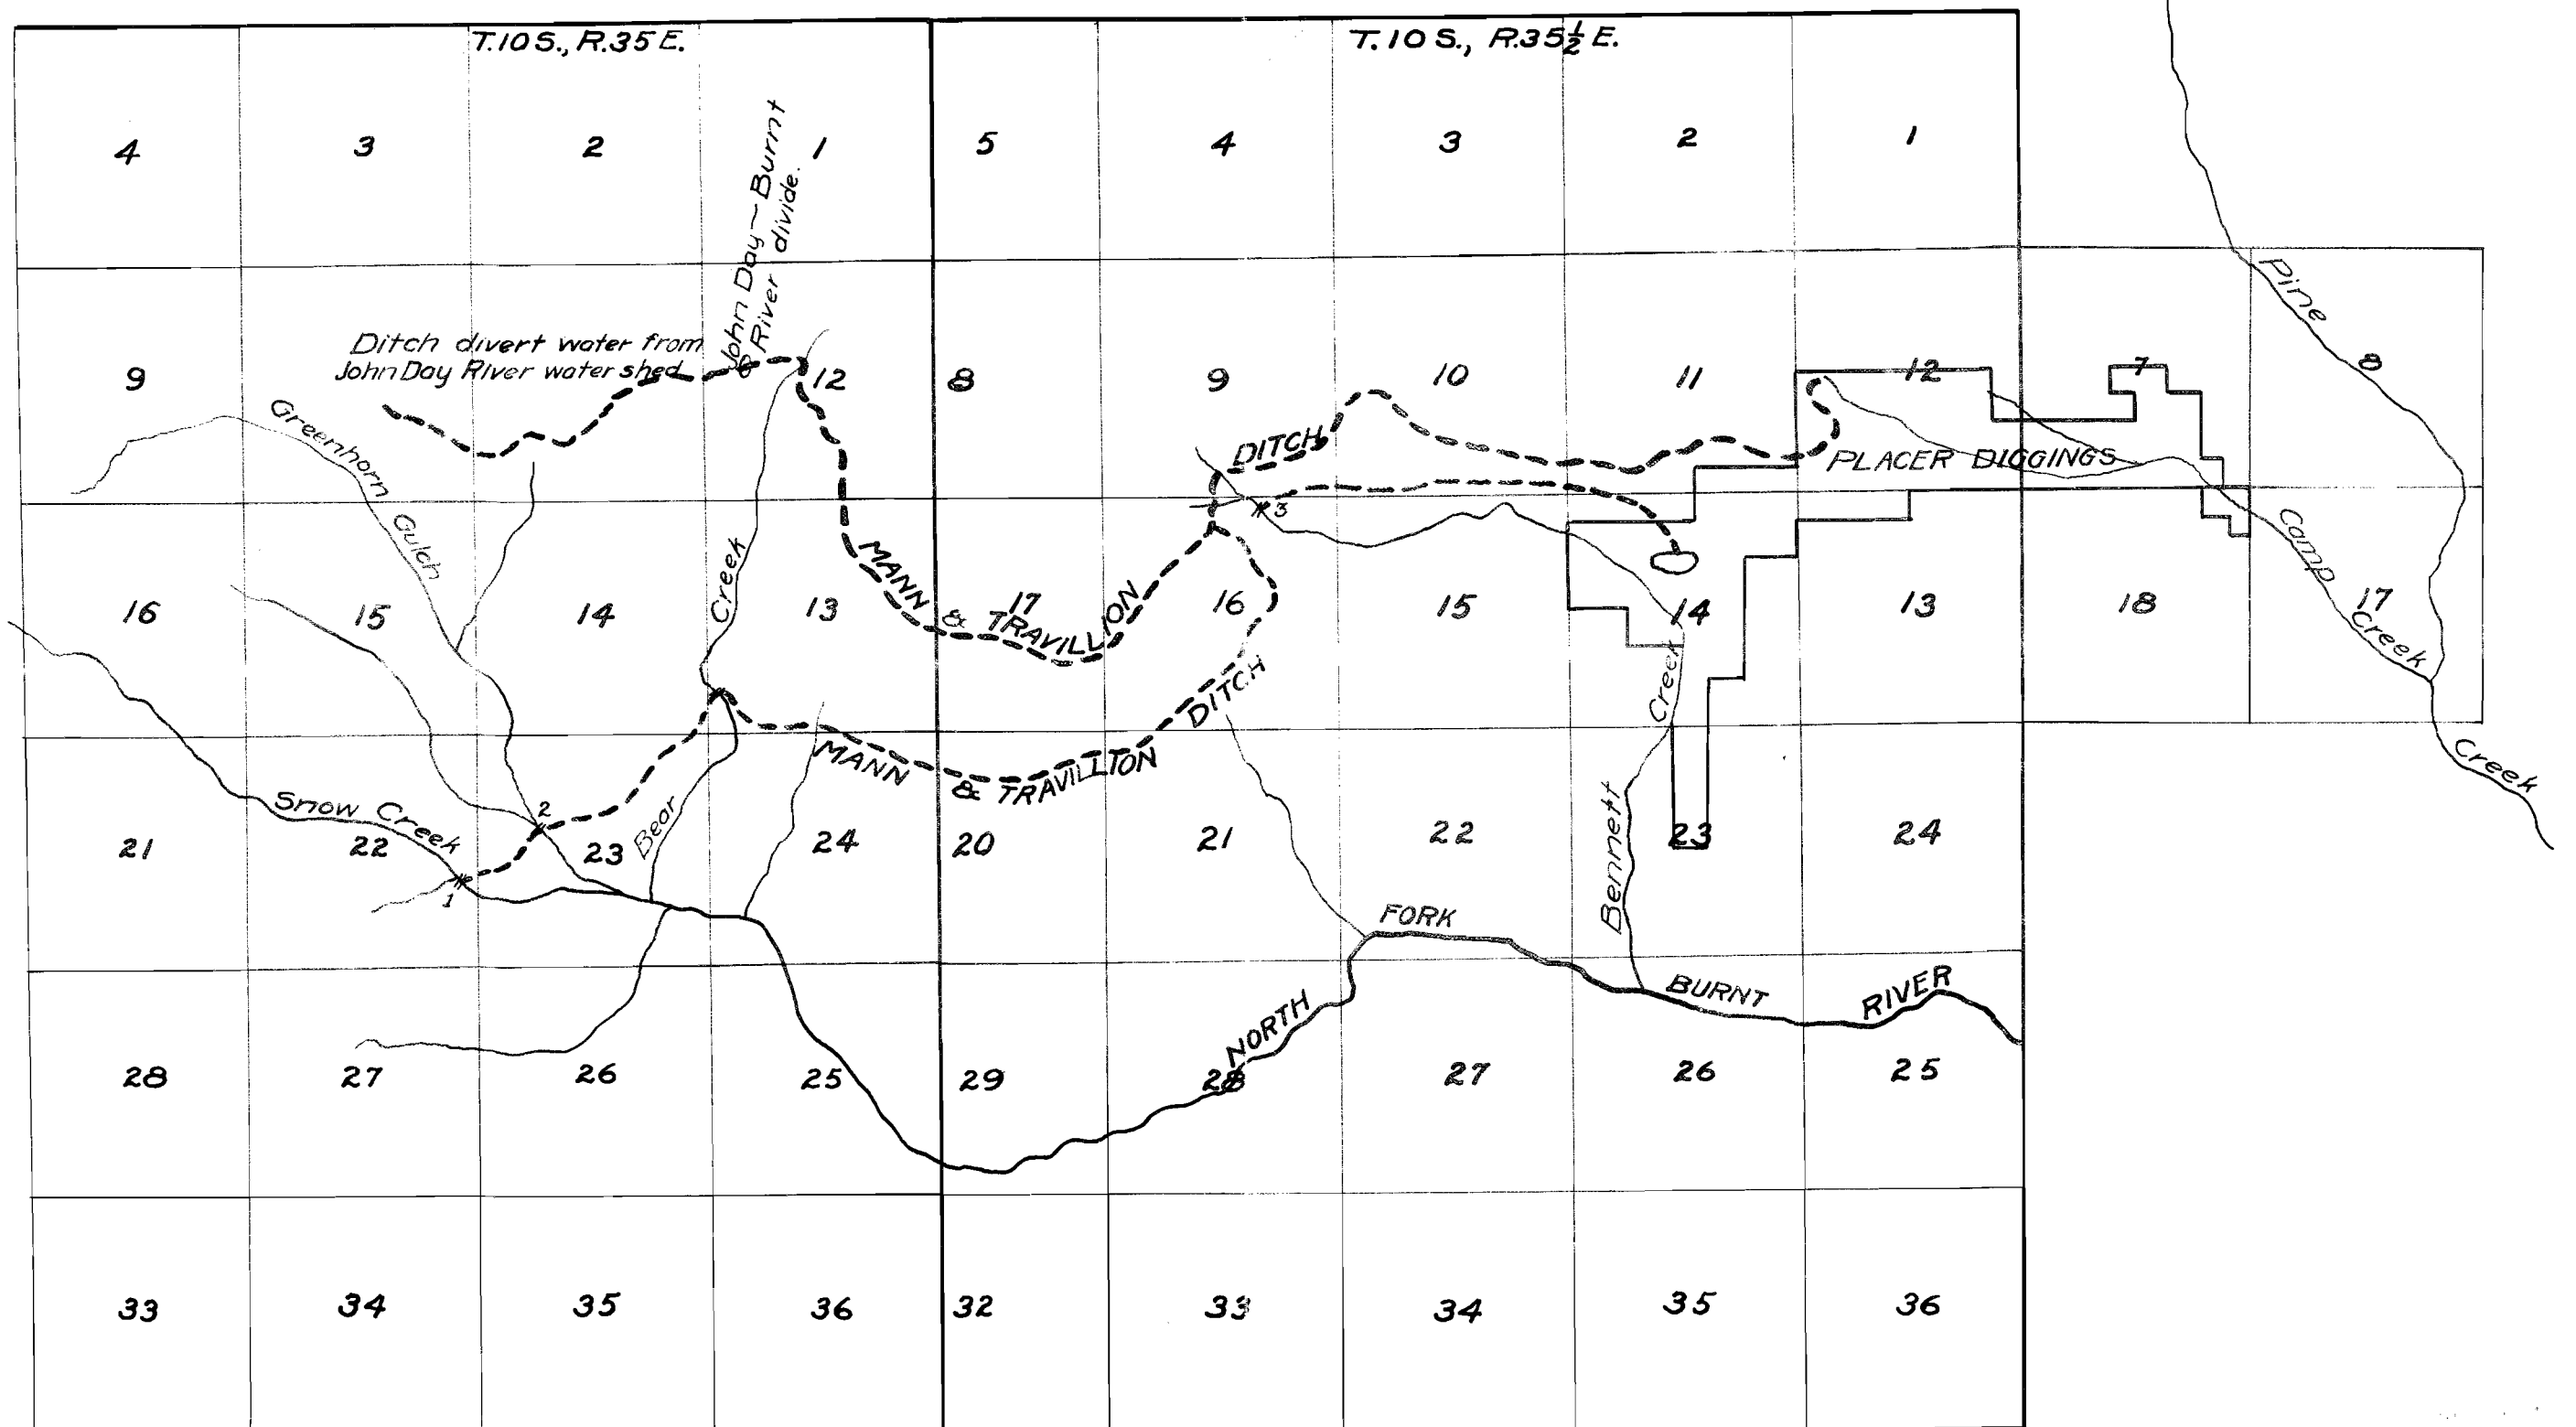 T.10 S., R.35 E.
T.10 S., R.35½ E.
4
3
2
1
5
4
3
2
1
John Day – Burnt
River divide.
Ditch divert water from
John Day River water shed
9
12
8
9
10
11
12
7
8
Pine
Greenhorn
Gulch
DITCH
PLACER DIGGINGS
3
Creek
MANN
& TRAVILLION
16
15
14
13
17
16
15
14
13
18
17
Camp
Creek
Creek
DITCH
MANN
& TRAVILLTON
Creek
Snow Creek
2
1
Bear
Bennett
21
22
23
24
20
21
22
23
24
FORK
NORTH
BURNT
RIVER
28
27
26
25
29
28
27
26
25
33
34
35
36
32
33
34
35
36